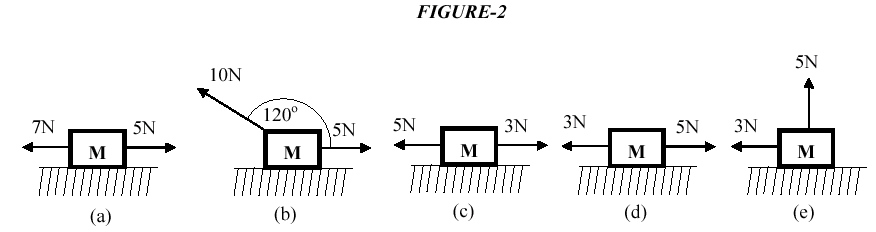 FIGURE-2
7N 5N M (a)
10N 120° 5N M (b)
5N 3N M (c)
3N 5N M (d)
5N 3N M (e)